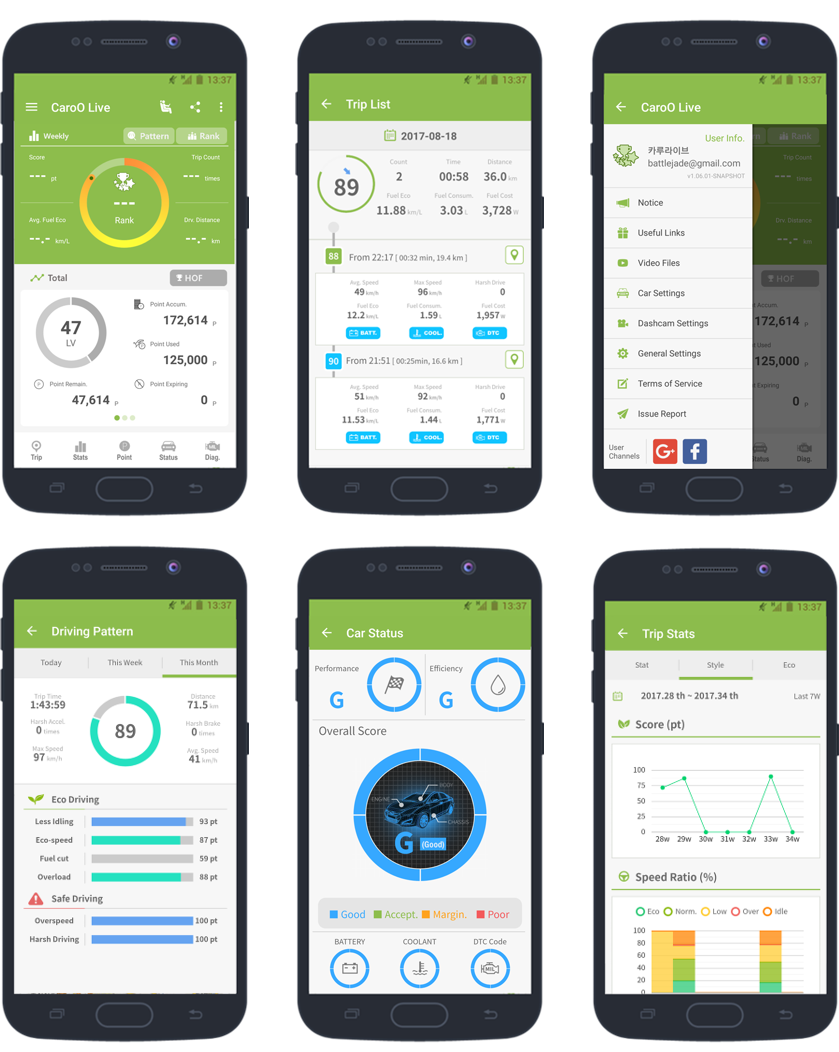 13:37
CaroO Live
Weekly
Pattern
Rank
Score
Trip Count
--- pt
--- times
---
Rank
Avg. Fuel Eco
Drv. Distance
--.- km/L
--.- km
Total
HOF
47
LV
Point Accum.
172,614 P
Point Used
125,000 P
Point Remain.
Point Expiring
47,614 P
0 P
Trip
Stats
Point
Status
Diag.
13:37
Trip List
2017-08-18
89
Count
Time
Distance
2
00:58
36.0 km
Fuel Eco
Fuel Consum.
Fuel Cost
11.88 km/L
3.03 L
3,728 W
88
From 22:17 [ 00:32 min, 19.4 km ]
Avg. Speed
Max Speed
Harsh Drive
49 km/h
96 km/h
0
Fuel Eco
Fuel Consum.
Fuel Cost
12.2 km/L
1.59 L
1,957 W
BATT.
COOL.
DTC
90
From 21:51 [ 00:25min, 16.6 km ]
Avg. Speed
Max Speed
Harsh Drive
51 km/h
92 km/h
0
Fuel Eco
Fuel Consum.
Fuel Cost
11.53 km/L
1.44 L
1,771 W
BATT.
COOL.
DTC
13:37
CaroO Live
User Info.
카루라이브
battlejade@gmail.com
v1.06.01-SNAPSHOT
Notice
Useful Links
Video Files
Car Settings
Dashcam Settings
General Settings
Terms of Service
Issue Report
User
Channels
G+
f
Rank
Trip Count
times
Drv. Distance
km
HOF
Accum.
172,614 P
Used
125,000 P
Expiring
0 P
tatus
Diag.
13:37
Driving Pattern
Today
This Week
This Month
Trip Time
1:43:59
Harsh Accel.
0 times
Max Speed
97 km/h
89
Distance
71.5 km
Harsh Brake
0 times
Avg. Speed
41 km/h
Eco Driving
Less Idling 93 pt
Eco-speed 87 pt
Fuel cut 59 pt
Overload 88 pt
Safe Driving
Overspeed 100 pt
Harsh Driving 100 pt
13:37
Car Status
Performance
G
Efficiency
G
Overall Score
ENGINE
BODY
CHASSIS
G (Good)
Good
Accept.
Margin.
Poor
BATTERY
COOLANT
DTC Code
MIL
13:37
Trip Stats
Stat
Style
Eco
2017.28 th ~ 2017.34 th
Last 7W
Score (pt)
100
75
50
25
0
28w 29w 30w 31w 32w 33w 34w
Speed Ratio (%)
Eco
Norm.
Low
Over
Idle
100
80
60
40
20
0